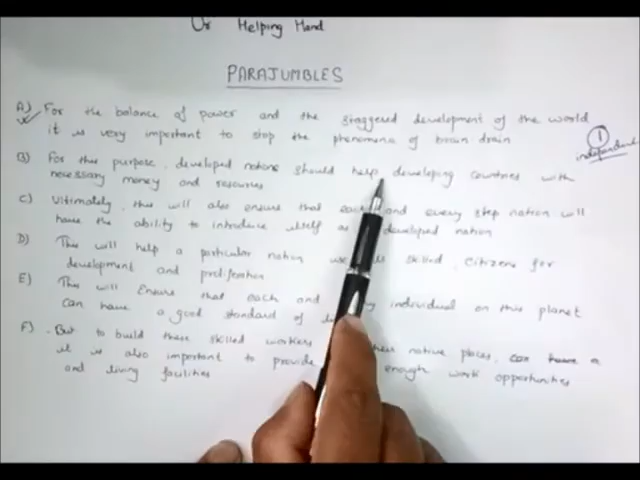 Ur Helping Hand
PARAJUMBLES
A) For the balance of power and the staggered development of the world
it is very important to stop the phenomena of brain drain
1
independent
B) For this purpose, developed nations should help developing countries with
necessary money and resources
C) Ultimately, this will also ensure that each and every step nation will
have the ability to introduce itself as developed nation
D) This will help a particular nation use its skilled citizens for
development and proliferation
E) This will Ensure that each and individual on this planet
can have a good standard of
F) But to build these skilled workers their native places, can have a
it is also important to provide enough work opportunities
and living facilities